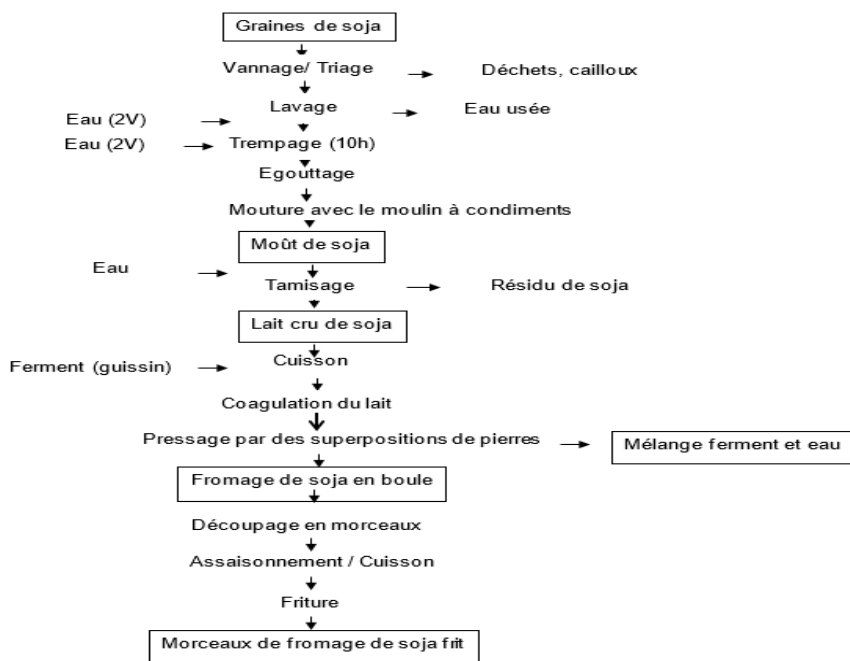 Graines de soja
Vannage/ Triage
Déchets, cailloux
Eau (2V)
Lavage
Eau usée
Eau (2V)
Trempage (10h)
Egouttage
Mouture avec le moulin à condiments
Moût de soja
Eau
Tamisage
Résidu de soja
Lait cru de soja
Ferment (guissin)
Cuisson
Coagulation du lait
Pressage par des superpositions de pierres
Mélange ferment et eau
Fromage de soja en boule
Découpage en morceaux
Assaisonnement / Cuisson
Friture
Morceaux de fromage de soja frit